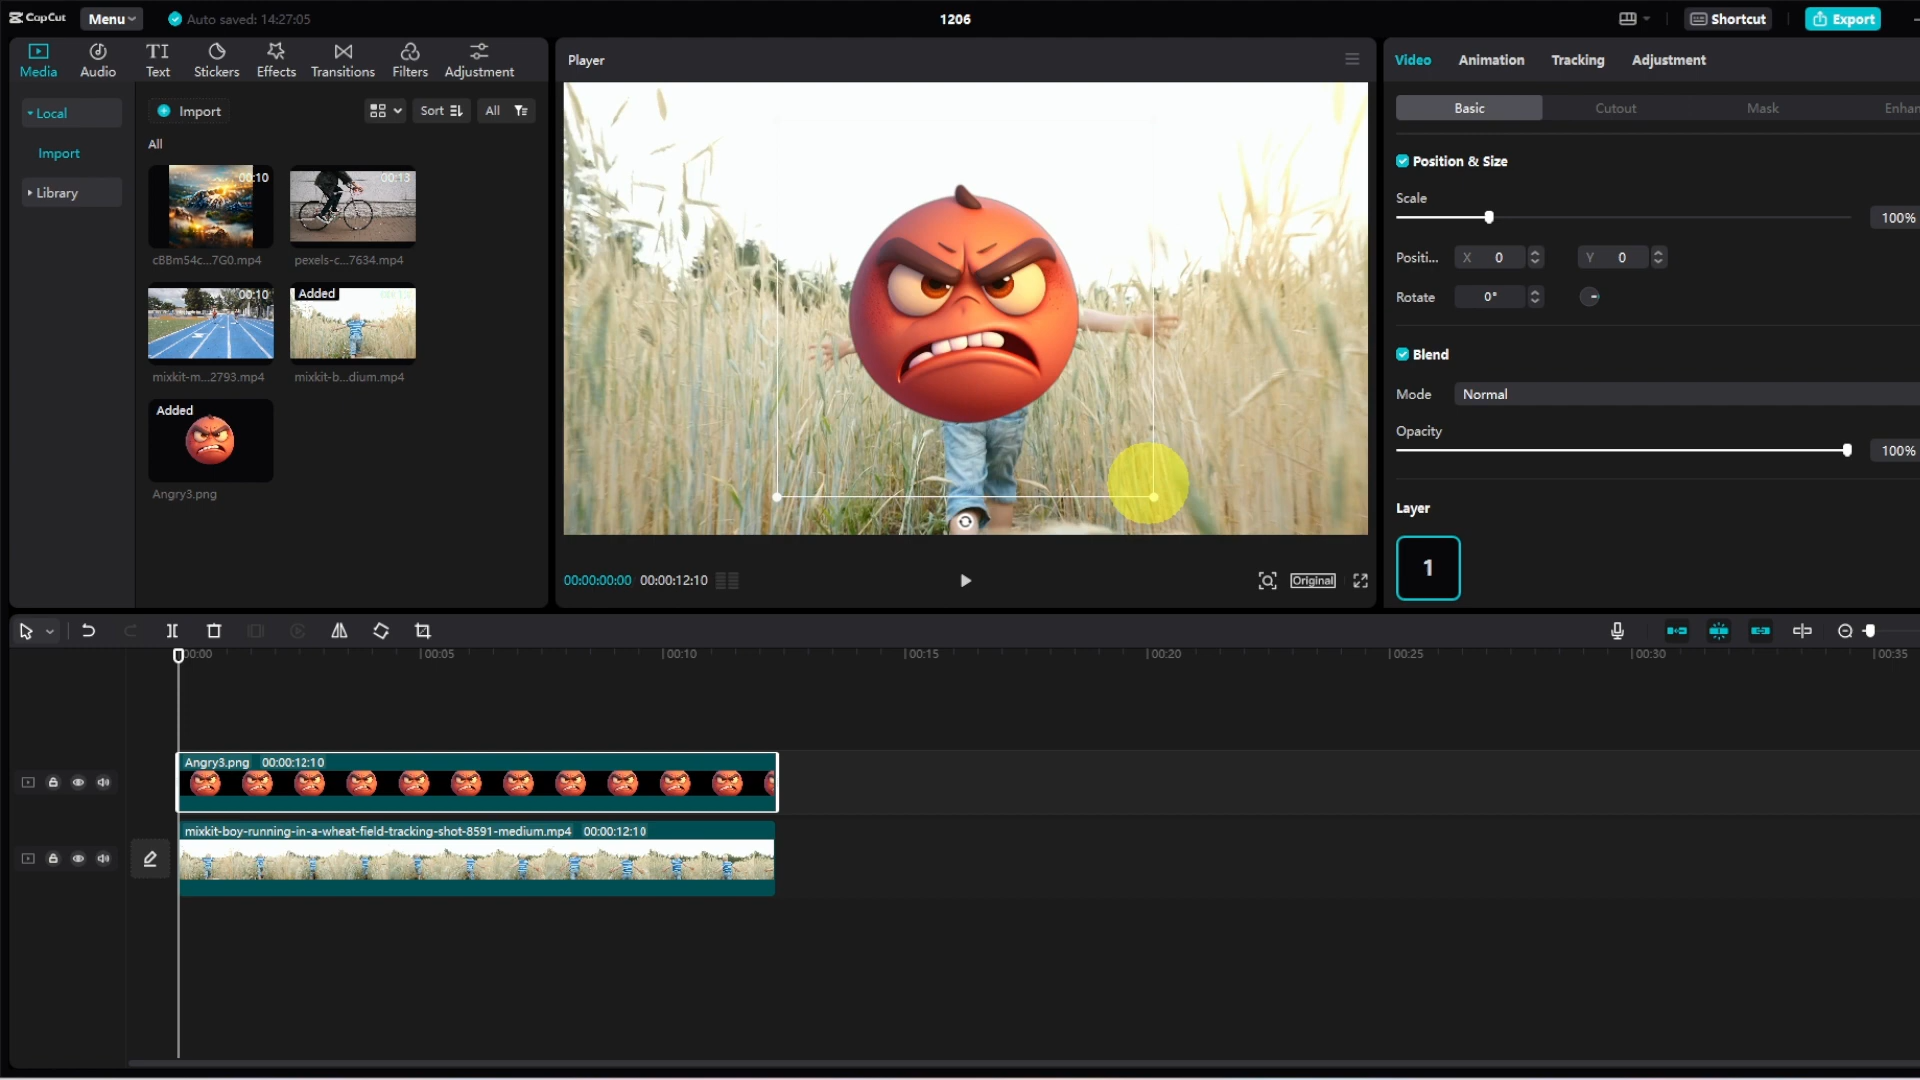 CapCut Menu Auto saved: 14:27:05 1206 Shortcut Export
Media Audio Text Stickers Effects Transitions Filters Adjustment
Local
Import
Library
Import Sort All
All
00:10 00:13
cBBm54c...7G0.mp4 pexels-c...7634.mp4
00:10 Added
mixkit-m...2793.mp4 mixkit-b...dium.mp4
Added
Angry3.png
Player
00:00:00:00 00:00:12:10 Original
Video Animation Tracking Adjustment
Basic Cutout Mask Enhan
Position & Size
Scale
100%
Positi... X 0 Y 0
Rotate 0°
Blend
Mode Normal
Opacity
100%
Layer
1
00:00 00:05 00:10 00:15 00:20 00:25 00:30 00:35
Angry3.png 00:00:12:10
mixkit-boy-running-in-a-wheat-field-tracking-shot-8591-medium.mp4 00:00:12:10